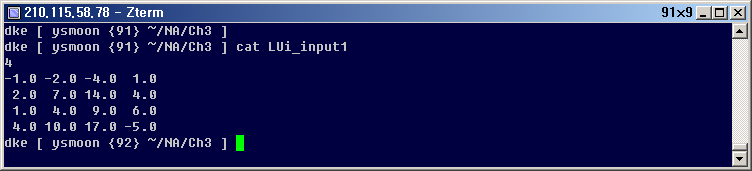 210.115.58.78 - Zterm 91×9
dke [ ysmoon {91} ~/NA/Ch3 ]
dke [ ysmoon {91} ~/NA/Ch3 ] cat LUi_input1
4
-1.0 -2.0 -4.0  1.0
 2.0  7.0 14.0  4.0
 1.0  4.0  9.0  6.0
 4.0 10.0 17.0 -5.0
dke [ ysmoon {92} ~/NA/Ch3 ]